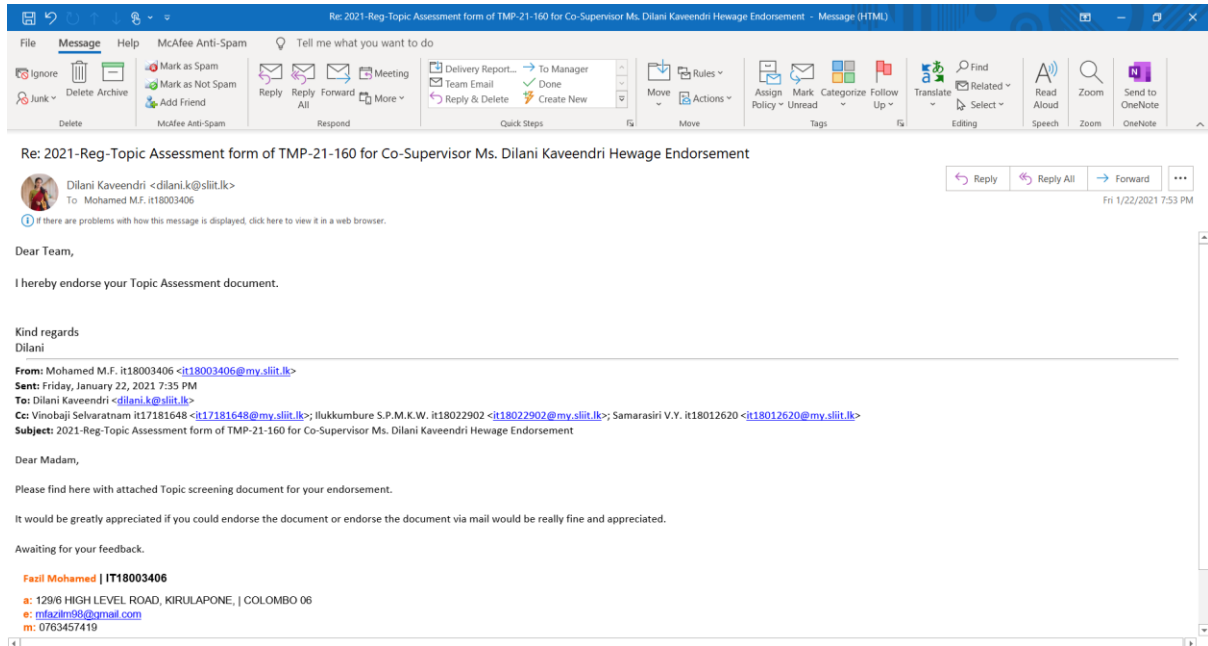 Re: 2021-Reg-Topic Assessment form of TMP-21-160 for Co-Supervisor Ms. Dilani Kaveendri Hewage Endorsement - Message (HTML)
File Message Help McAfee Anti-Spam Tell me what you want to do
Ignore
Junk
Delete
Archive
Delete
Mark as Spam
Mark as Not Spam
Add Friend
McAfee Anti-Spam
Reply
Reply All
Forward
Meeting
More
Respond
Delivery Report...
Team Email
Reply & Delete
To Manager
Done
Create New
Quick Steps
Move
Rules
Actions
Move
Assign Policy
Mark Unread
Categorize
Follow Up
Tags
Translate
Find
Related
Select
Editing
Read Aloud
Speech
Zoom
Zoom
Send to OneNote
OneNote
Re: 2021-Reg-Topic Assessment form of TMP-21-160 for Co-Supervisor Ms. Dilani Kaveendri Hewage Endorsement
Dilani Kaveendri <dilani.k@sliit.lk>
To Mohamed M.F. it18003406
Reply Reply All Forward
Fri 1/22/2021 7:53 PM
If there are problems with how this message is displayed, click here to view it in a web browser.
Dear Team,
I hereby endorse your Topic Assessment document.
Kind regards
Dilani
From: Mohamed M.F. it18003406 <it18003406@my.sliit.lk>
Sent: Friday, January 22, 2021 7:35 PM
To: Dilani Kaveendri <dilani.k@sliit.lk>
Cc: Vinobaji Selvaratnam it17181648 <it17181648@my.sliit.lk>; Ilukkumbure S.P.M.K.W. it18022902 <it18022902@my.sliit.lk>; Samarasiri V.Y. it18012620 <it18012620@my.sliit.lk>
Subject: 2021-Reg-Topic Assessment form of TMP-21-160 for Co-Supervisor Ms. Dilani Kaveendri Hewage Endorsement
Dear Madam,
Please find here with attached Topic screening document for your endorsement.
It would be greatly appreciated if you could endorse the document or endorse the document via mail would be really fine and appreciated.
Awaiting for your feedback.
Fazil Mohamed | IT18003406
a: 129/6 HIGH LEVEL ROAD, KIRULAPONE, | COLOMBO 06
e: mfazilm98@gmail.com
m: 0763457419